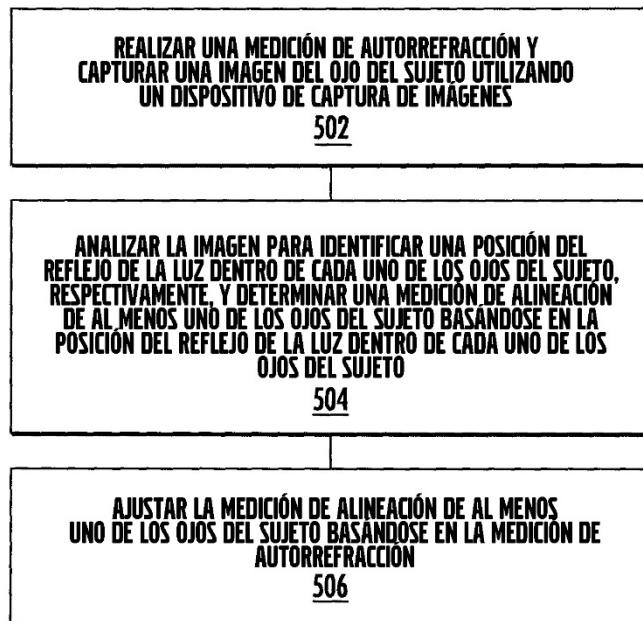 REALIZAR UNA MEDICIÓN DE AUTORREFRACCIÓN Y
CAPTURAR UNA IMAGEN DEL OJO DEL SUJETO UTILIZANDO
UN DISPOSITIVO DE CAPTURA DE IMÁGENES
502
ANALIZAR LA IMAGEN PARA IDENTIFICAR UNA POSICIÓN DEL
REFLEJO DE LA LUZ DENTRO DE CADA UNO DE LOS OJOS DEL SUJETO,
RESPECTIVAMENTE, Y DETERMINAR UNA MEDICIÓN DE ALINEACIÓN
DE AL MENOS UNO DE LOS OJOS DEL SUJETO BASÁNDOSE EN LA
POSICIÓN DEL REFLEJO DE LA LUZ DENTRO DE CADA UNO DE LOS
OJOS DEL SUJETO
504
AJUSTAR LA MEDICIÓN DE ALINEACIÓN DE AL MENOS
UNO DE LOS OJOS DEL SUJETO BASÁNDOSE EN LA MEDICIÓN DE
AUTORREFRACCIÓN
506